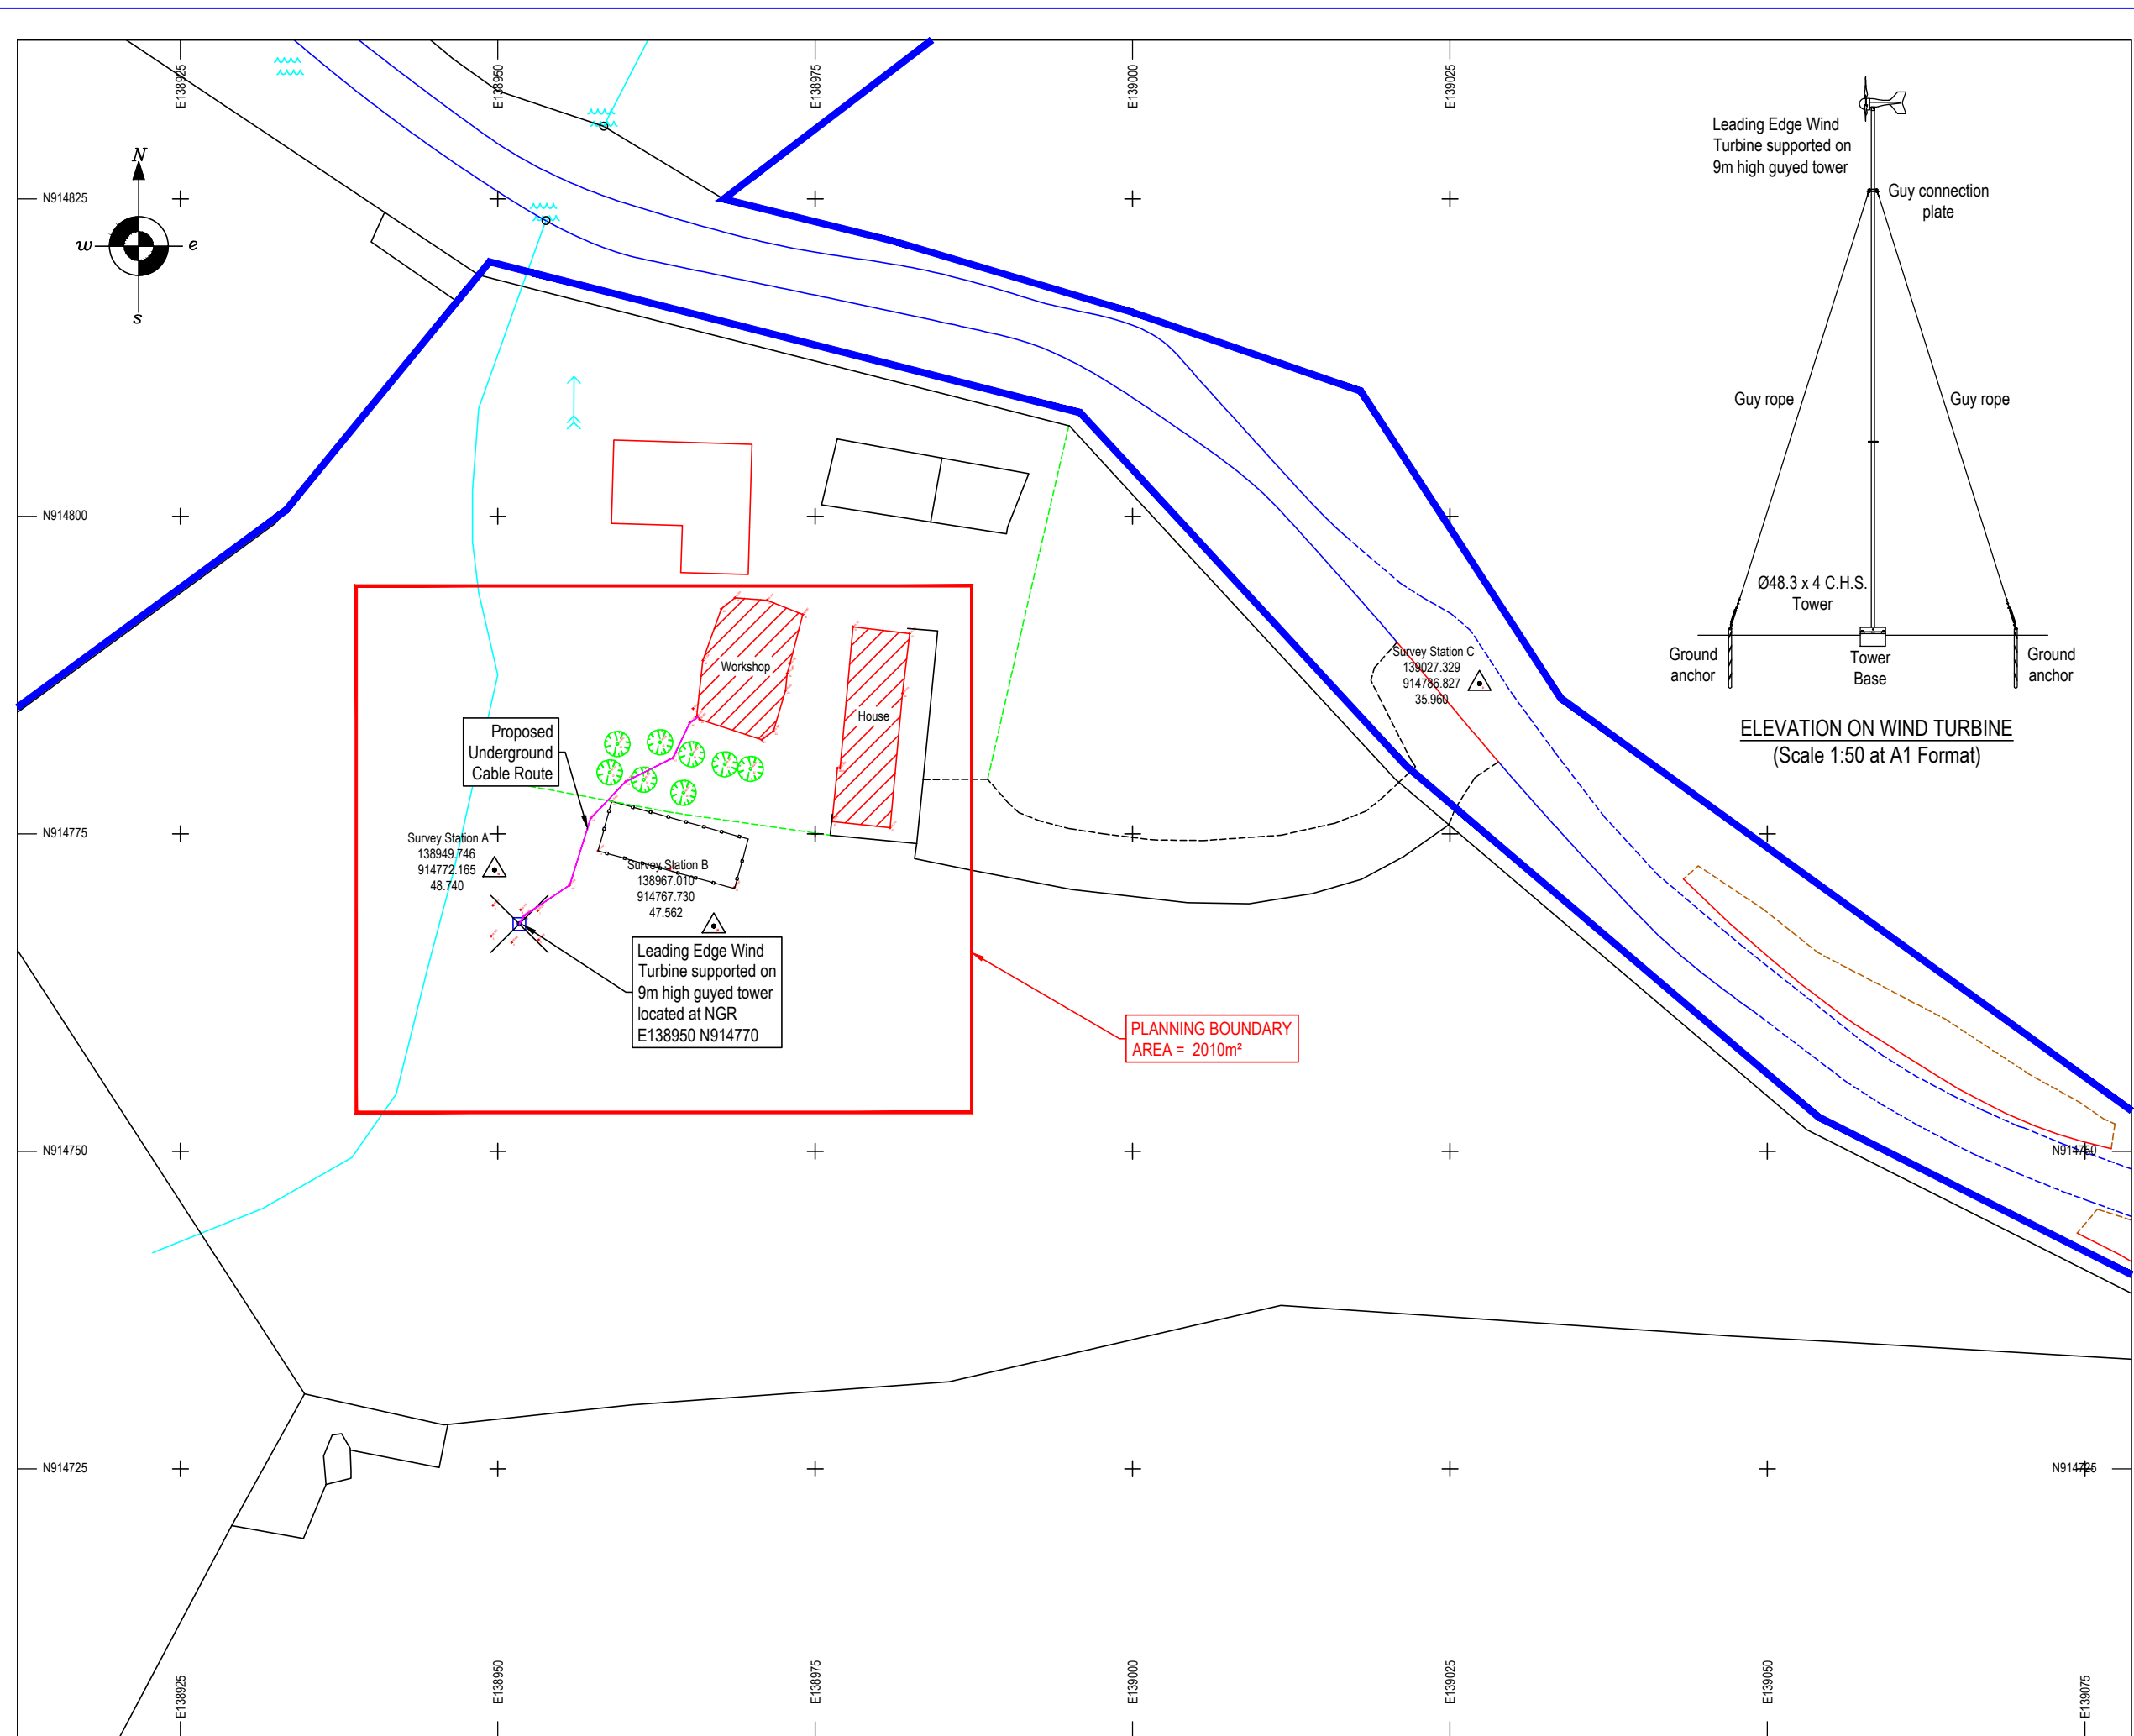 E138925
E138950
E138975
E139000
E139025
N
w
e
s
N914825
N914800
N914775
N914750
N914725
Leading Edge Wind
Turbine supported on
9m high guyed tower
Guy connection
plate
Guy rope
Guy rope
Ø48.3 x 4 C.H.S.
Tower
Ground
anchor
Tower
Base
Ground
anchor
ELEVATION ON WIND TURBINE
(Scale 1:50 at A1 Format)
Workshop
House
Survey Station C
139027.329
914786.827
35.960
Proposed
Underground
Cable Route
Survey Station A
138949.746
914772.165
48.740
Survey Station B
138967.010
914767.730
47.562
Leading Edge Wind
Turbine supported on
9m high guyed tower
located at NGR
E138950 N914770
PLANNING BOUNDARY
AREA = 2010m²
N914750
N914725
E138925
E138950
E138975
E139000
E139025
E139050
E139075